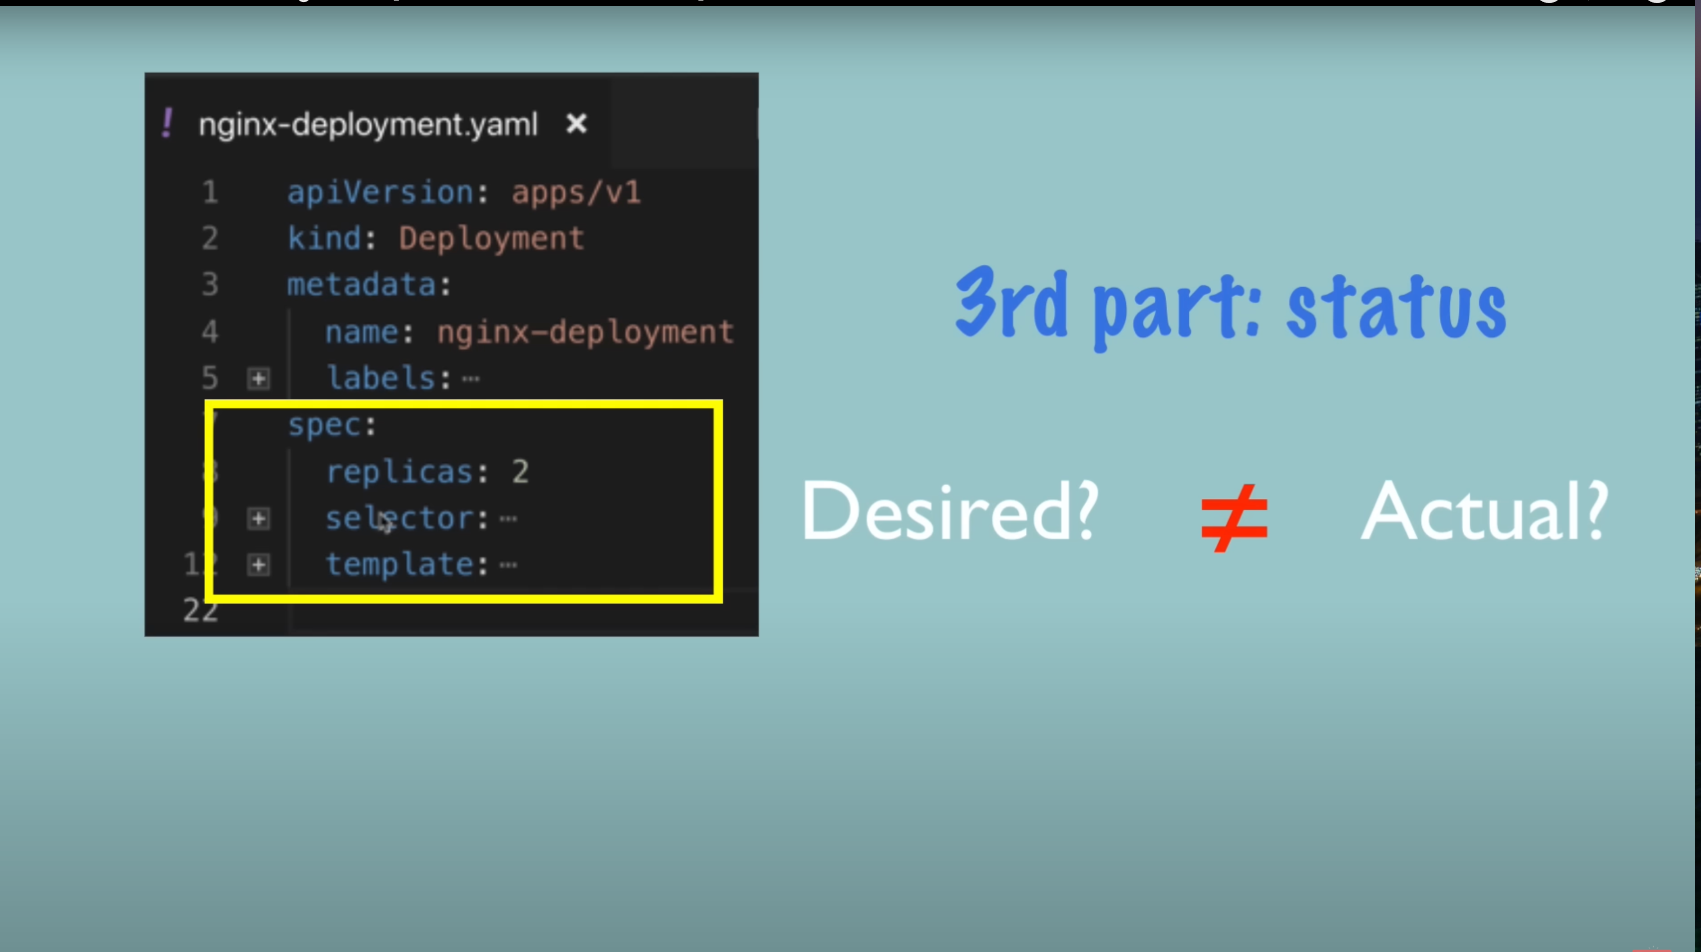 ! nginx-deployment.yaml ×
1 apiVersion: apps/v1
2 kind: Deployment
3 metadata:
4 name: nginx-deployment
5 labels: ⋯
7 spec:
8 replicas: 2
9 selector: ⋯
12 template: ⋯
22
3rd part: status
Desired? ≠ Actual?